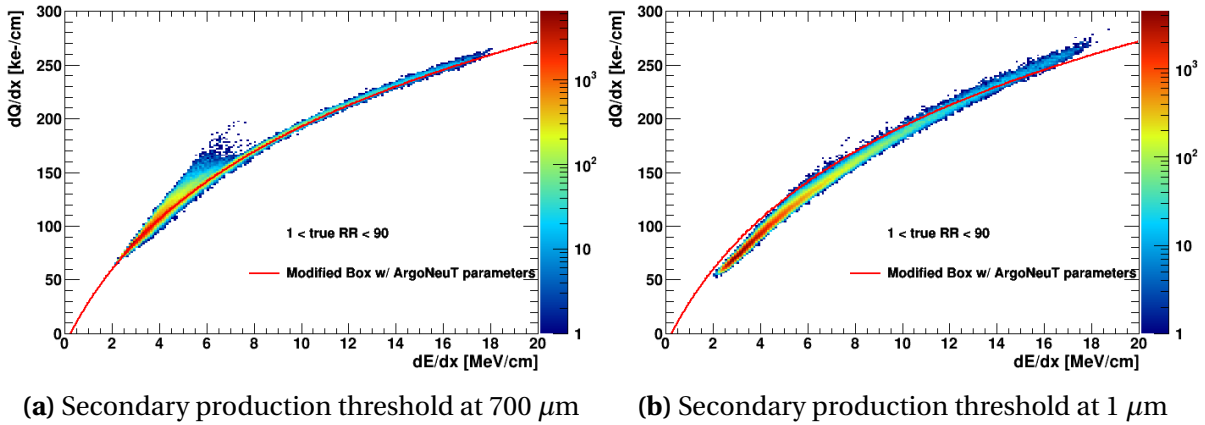 dQ/dx [ke-/cm]
300
250
200
150
100
50
0
0 2 4 6 8 10 12 14 16 18 20
dE/dx [MeV/cm]
1 < true RR < 90
Modified Box w/ ArgoNeuT parameters
10³
10²
10
1
(a) Secondary production threshold at 700 μm
dQ/dx [ke-/cm]
300
250
200
150
100
50
0
0 2 4 6 8 10 12 14 16 18 20
dE/dx [MeV/cm]
1 < true RR < 90
Modified Box w/ ArgoNeuT parameters
10³
10²
10
1
(b) Secondary production threshold at 1 μm